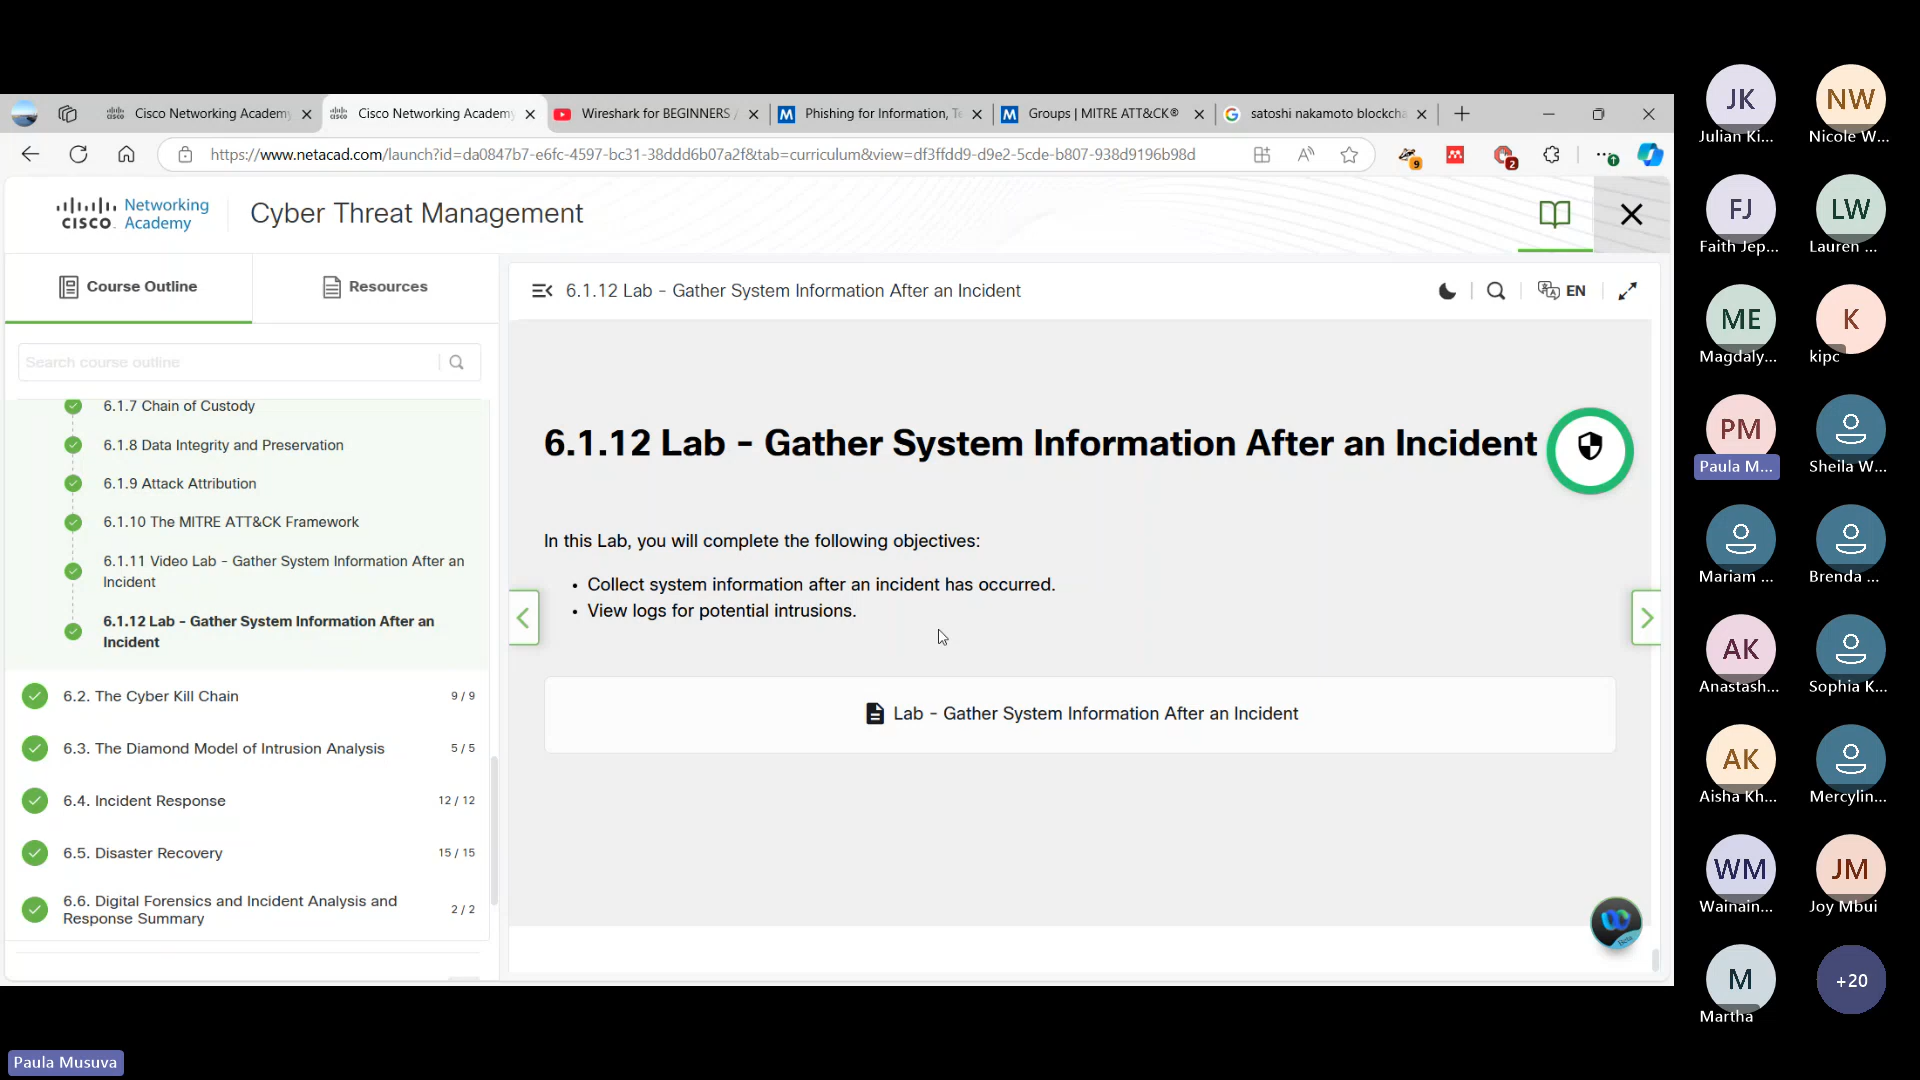 Cisco Networking Academy
Cisco Networking Academy
Wireshark for BEGINNERS
Phishing for Information, Te
Groups | MITRE ATT&CK®
satoshi nakamoto blockcha
https://www.netacad.com/launch?id=da0847b7-e6fc-4597-bc31-38ddd6b07a2f&tab=curriculum&view=df3ffdd9-d9e2-5cde-b807-938d9196b98d
9
2
CISCO Networking Academy
Cyber Threat Management
Course Outline
Resources
6.1.12 Lab - Gather System Information After an Incident
EN
Search course outline
6.1.7 Chain of Custody
6.1.8 Data Integrity and Preservation
6.1.9 Attack Attribution
6.1.10 The MITRE ATT&CK Framework
6.1.11 Video Lab - Gather System Information After an
Incident
6.1.12 Lab - Gather System Information After an
Incident
6.2. The Cyber Kill Chain 9 / 9
6.3. The Diamond Model of Intrusion Analysis 5 / 5
6.4. Incident Response 12 / 12
6.5. Disaster Recovery 15 / 15
6.6. Digital Forensics and Incident Analysis and
Response Summary 2 / 2
6.1.12 Lab - Gather System Information After an Incident
In this Lab, you will complete the following objectives:
• Collect system information after an incident has occurred.
• View logs for potential intrusions.
Lab - Gather System Information After an Incident
Beta
JK
Julian Ki...
NW
Nicole W...
FJ
Faith Jep...
LW
Lauren ...
ME
Magdaly...
K
kipc
PM
Paula M...
Sheila W...
Mariam ...
Brenda ...
AK
Anastash...
Sophia K...
AK
Aisha Kh...
Mercylin...
WM
Wainain...
JM
Joy Mbui
M
Martha
+20
Paula Musuva